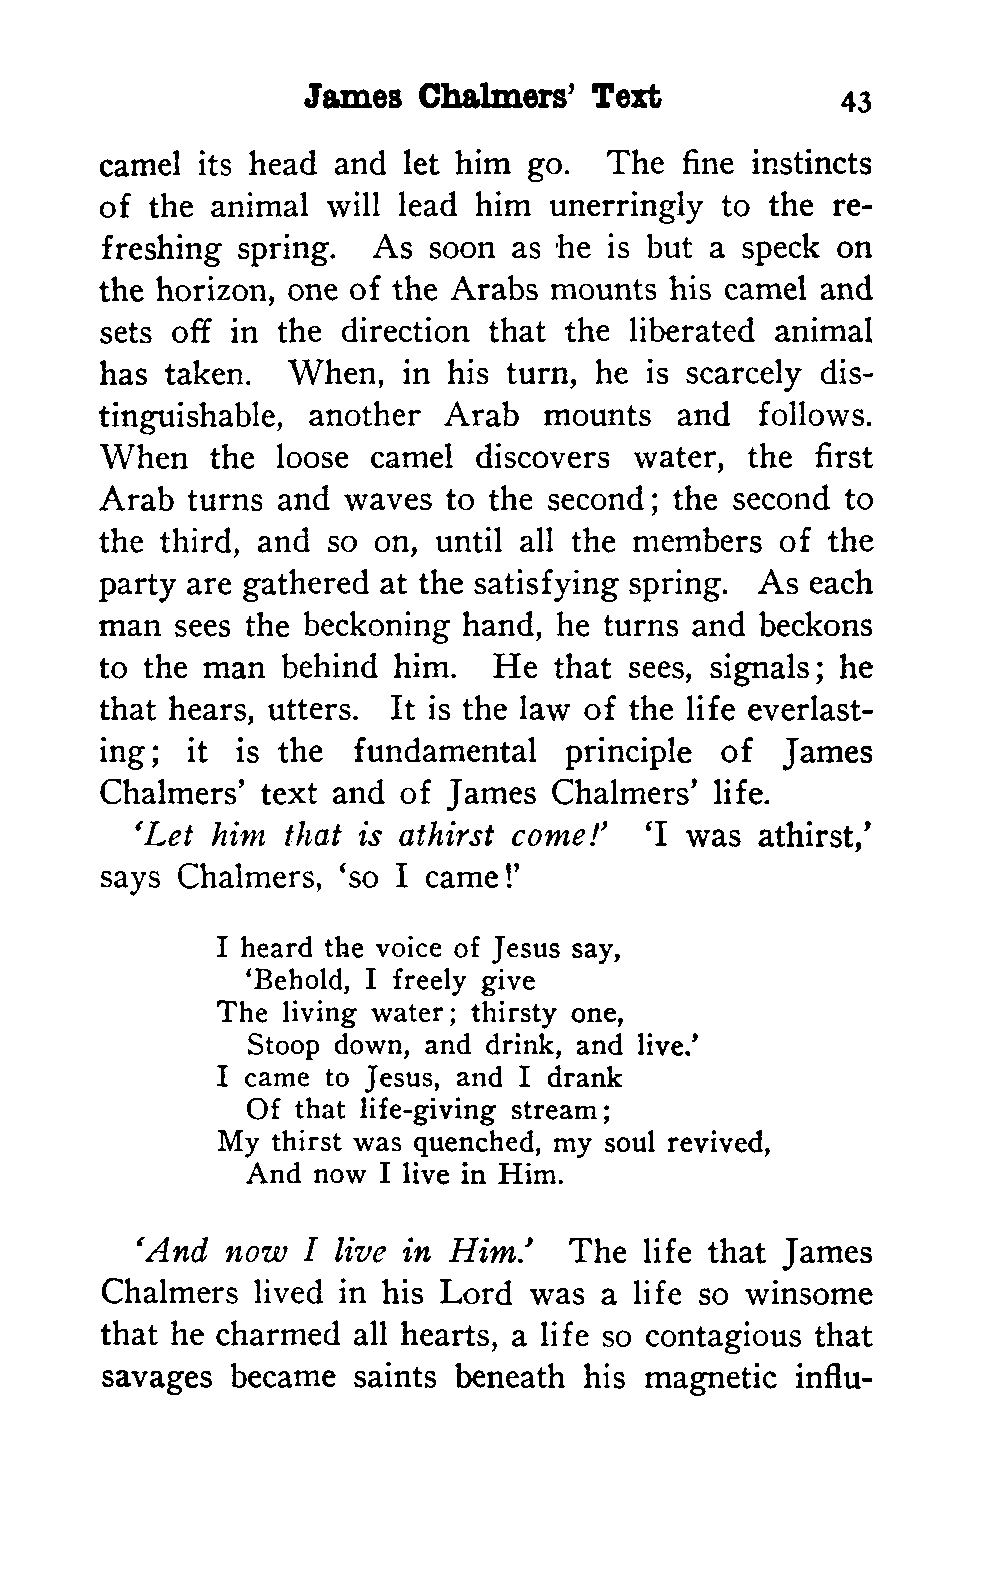 James Chalmers' Text 43
camel its head and let him go. The fine instincts
of the animal will lead him unerringly to the re-
freshing spring. As soon as he is but a speck on
the horizon, one of the Arabs mounts his camel and
sets off in the direction that the liberated animal
has taken. When, in his turn, he is scarcely dis-
tinguishable, another Arab mounts and follows.
When the loose camel discovers water, the first
Arab turns and waves to the second; the second to
the third, and so on, until all the members of the
party are gathered at the satisfying spring. As each
man sees the beckoning hand, he turns and beckons
to the man behind him. He that sees, signals; he
that hears, utters. It is the law of the life everlast-
ing; it is the fundamental principle of James
Chalmers' text and of James Chalmers' life.
'Let him that is athirst come!' 'I was athirst,'
says Chalmers, 'so I came!'
I heard the voice of Jesus say,
'Behold, I freely give
The living water; thirsty one,
Stoop down, and drink, and live.'
I came to Jesus, and I drank
Of that life-giving stream;
My thirst was quenched, my soul revived,
And now I live in Him.
'And now I live in Him.' The life that James
Chalmers lived in his Lord was a life so winsome
that he charmed all hearts, a life so contagious that
savages became saints beneath his magnetic influ-